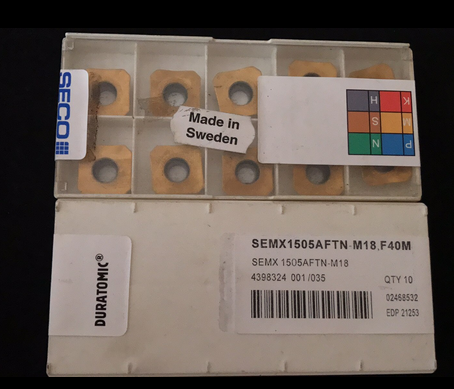 SECO
Made in
Sweden
H K
S M
N P
DURATOMIC®
SEMX1505AFTN-M18,F40M
SEMX 1505AFTN-M18
4398324 001/035
QTY 10
02468532
EDP 21253